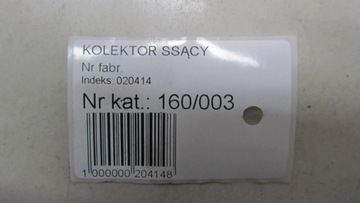 KOLEKTOR SSĄCY
Nr fabr
Indeks: 020414
Nr kat.: 160/003
1 000000 204148